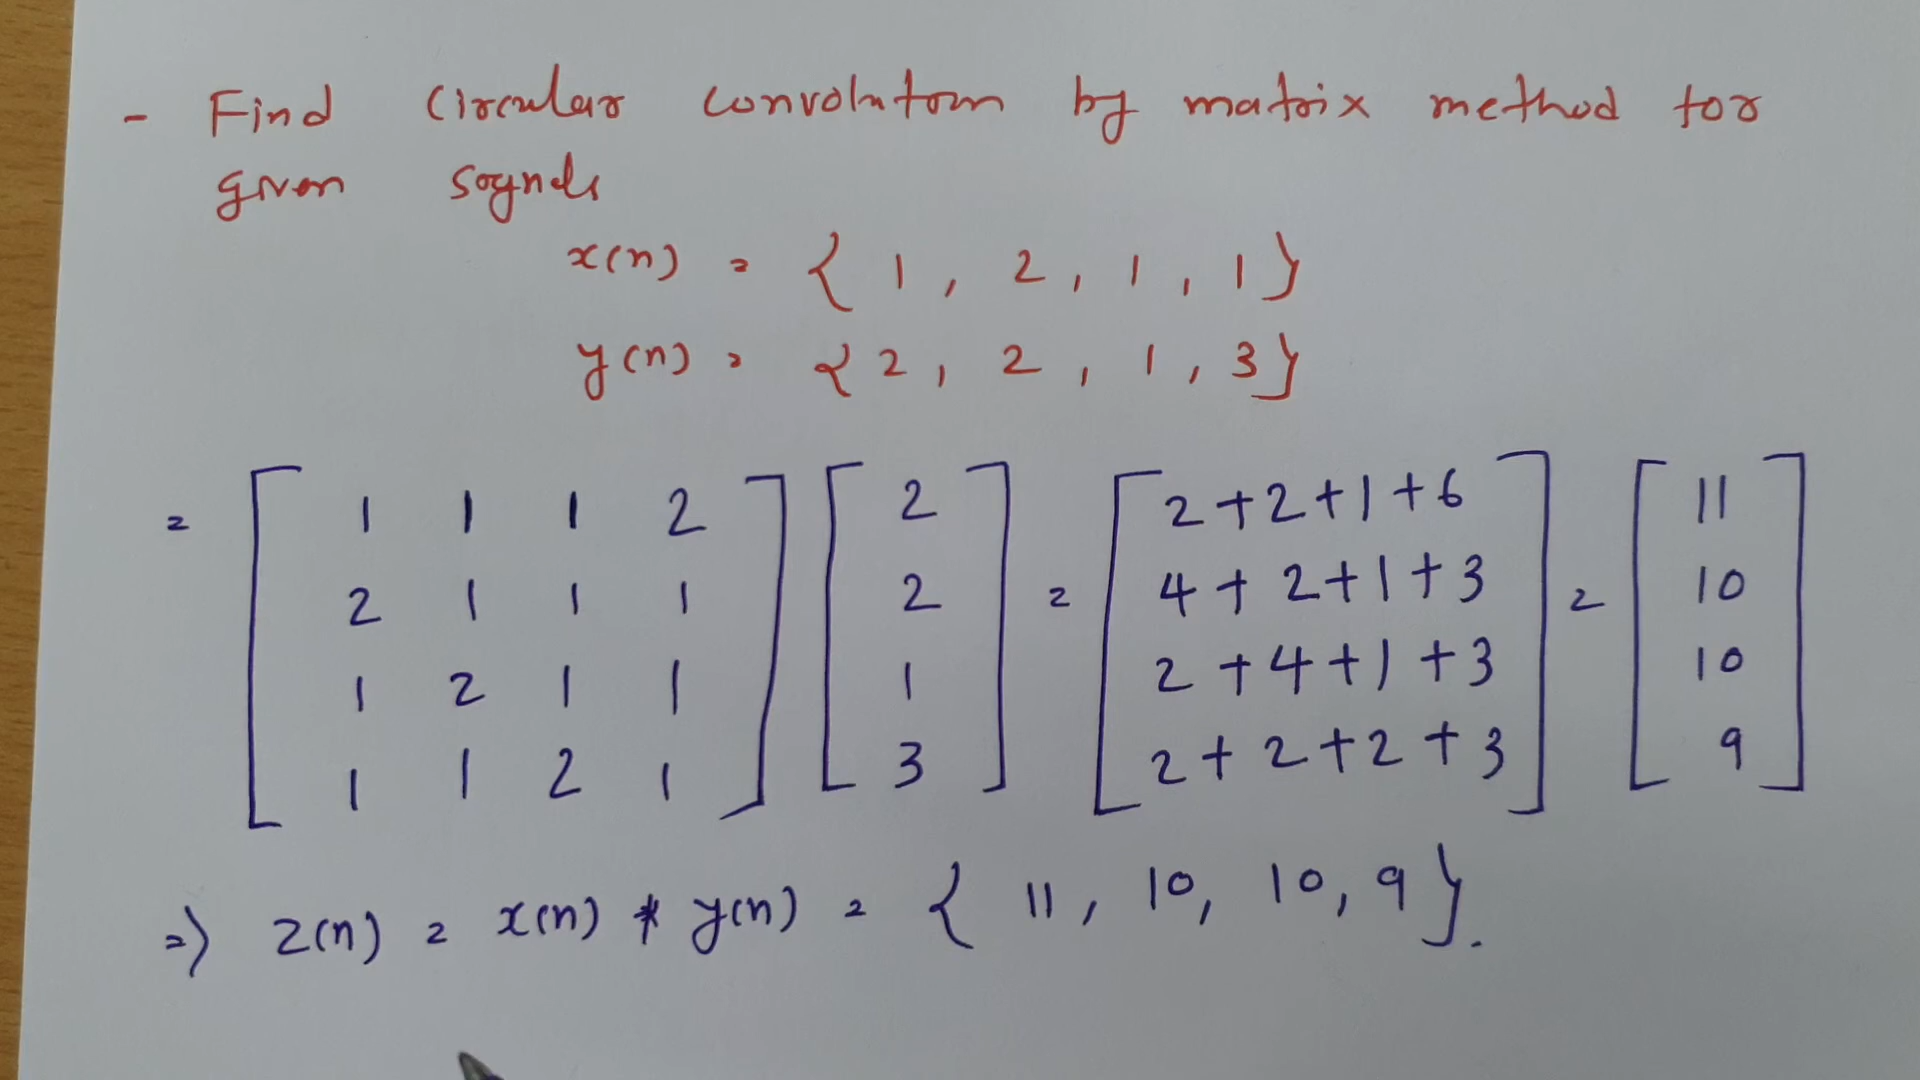 - Find Circular convolution by matrix method for
given signals
x(n) = { 1, 2, 1, 1}
y(n) = {2, 2, 1, 3}
= [ 1 1 1 2 ] [ 2 ] = [ 2+2+1+6 ] = [ 11 ]
2 1 1 1 2 4+2+1+3 10
1 2 1 1 1 2+4+1+3 10
1 1 2 1 3 2+2+2+3 9
=> z(n) = x(n) * y(n) = { 11, 10, 10, 9}.